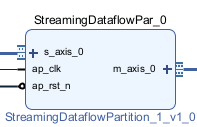 StreamingDataflowPar_0
s_axis_0
ap_clk
m_axis_0
ap_rst_n
StreamingDataflowPartition_1_v1_0